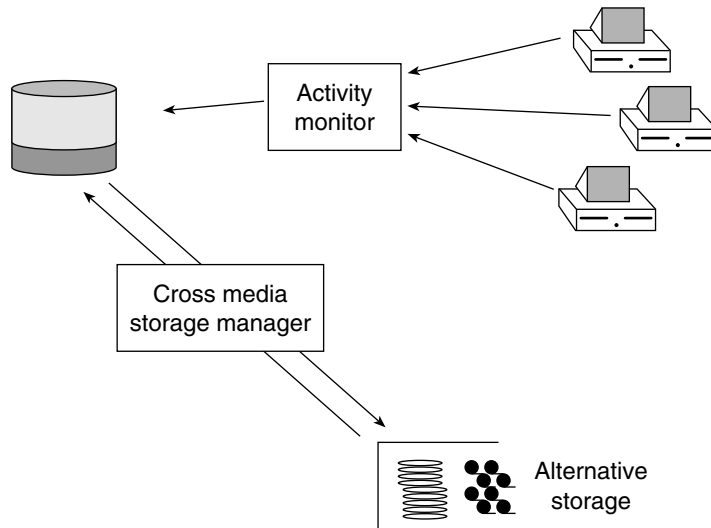 Activity
monitor
Cross media
storage manager
Alternative
storage